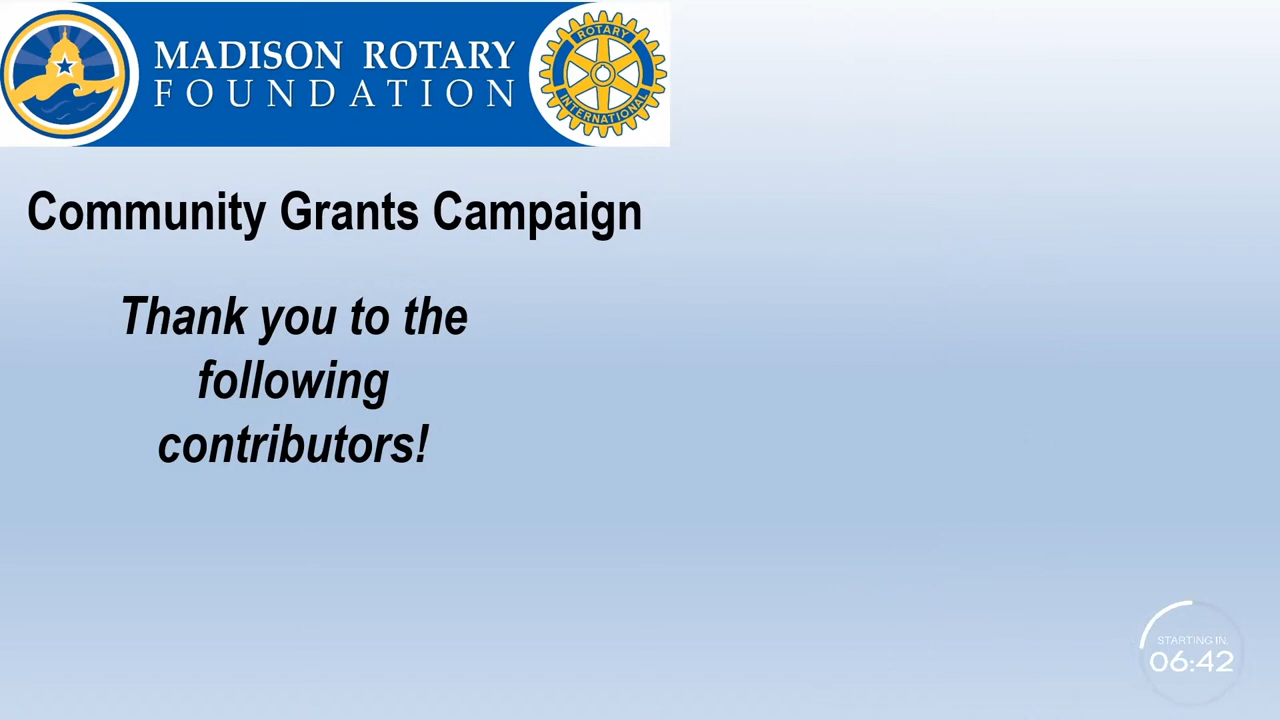 MADISON ROTARY
FOUNDATION
ROTARY
INTERNATIONAL
Community Grants Campaign
Thank you to the
following
contributors!
STARTING IN
06:42